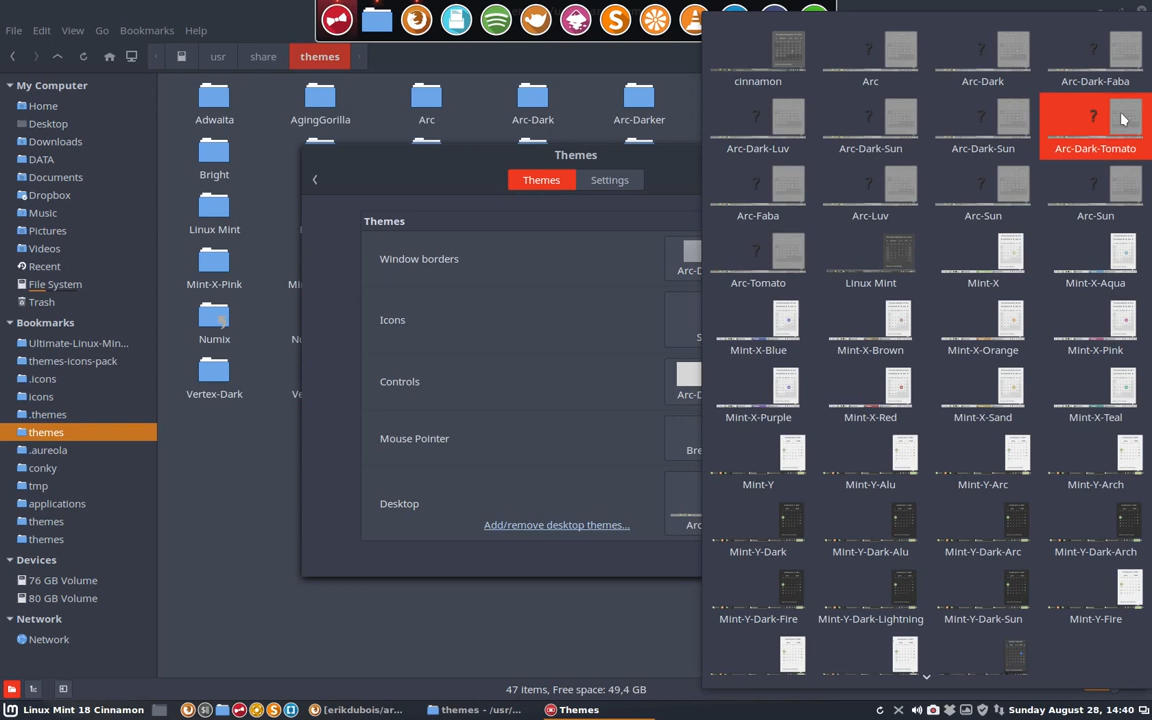 File Edit View Go Bookmarks Help
usr share themes
My Computer
Home
Desktop
Downloads
DATA
Documents
Dropbox
Music
Pictures
Videos
Recent
File System
Trash
Bookmarks
Ultimate-Linux-Min...
themes-icons-pack
.icons
icons
.themes
themes
.aureola
conky
tmp
applications
themes
themes
Devices
76 GB Volume
80 GB Volume
Network
Network
Adwaita AgingGorilla Arc Arc-Dark Arc-Darker
Bright
Linux Mint
Mint-X-Pink
Numix
Vertex-Dark
Themes
Themes Settings
Themes
Window borders
Icons
Controls
Mouse Pointer
Desktop
Add/remove desktop themes...
cinnamon Arc Arc-Dark Arc-Dark-Faba
Arc-Dark-Luv Arc-Dark-Sun Arc-Dark-Sun Arc-Dark-Tomato
Arc-Faba Arc-Luv Arc-Sun Arc-Sun
Arc-Tomato Linux Mint Mint-X Mint-X-Aqua
Mint-X-Blue Mint-X-Brown Mint-X-Orange Mint-X-Pink
Mint-X-Purple Mint-X-Red Mint-X-Sand Mint-X-Teal
Mint-Y Mint-Y-Alu Mint-Y-Arc Mint-Y-Arch
Mint-Y-Dark Mint-Y-Dark-Alu Mint-Y-Dark-Arc Mint-Y-Dark-Arch
Mint-Y-Dark-Fire Mint-Y-Dark-Lightning Mint-Y-Dark-Sun Mint-Y-Fire
47 items, Free space: 49,4 GB
Linux Mint 18 Cinnamon [erikdubois/ar... themes - /usr/... Themes Sunday August 28, 14:40